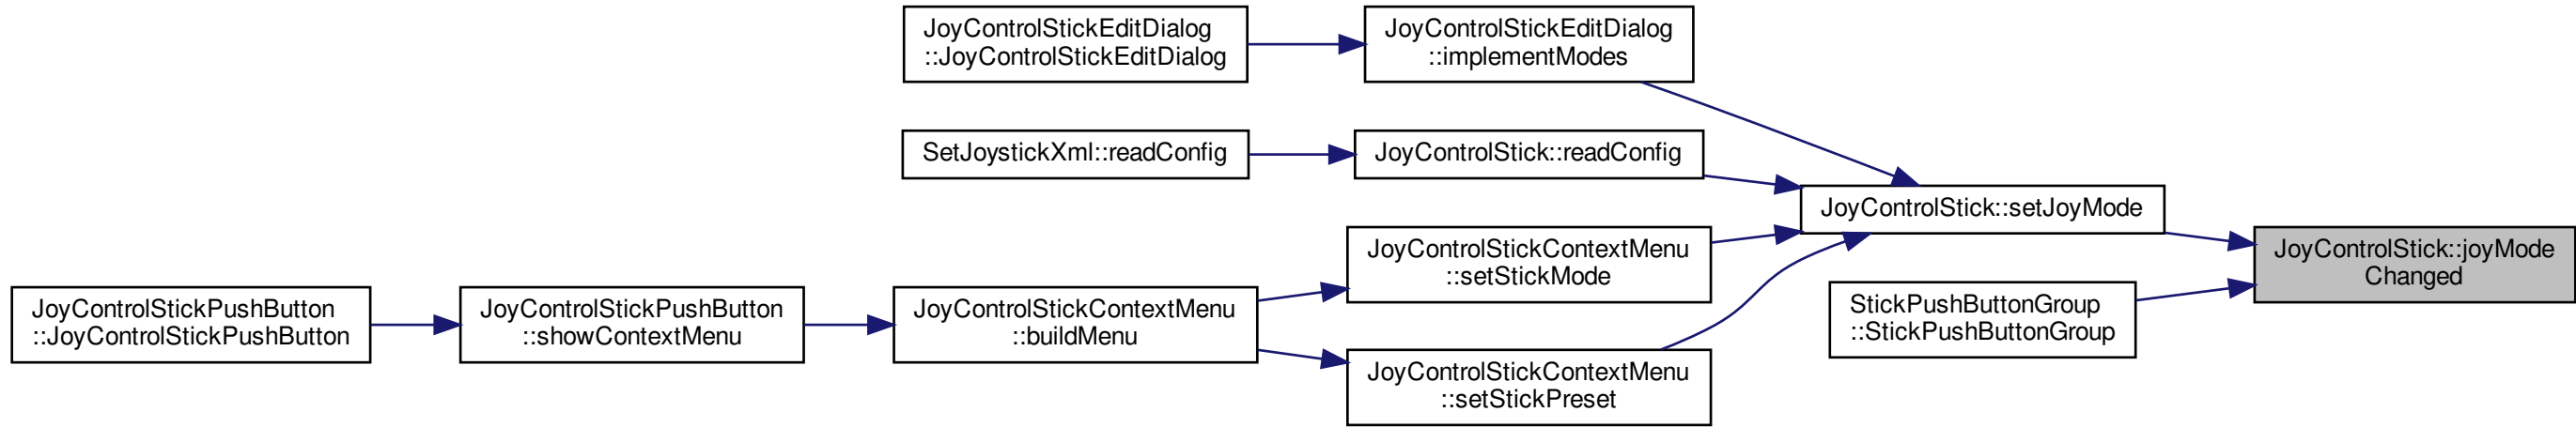 JoyControlStickEditDialog
::JoyControlStickEditDialog
JoyControlStickEditDialog
::implementModes
SetJoystickXml::readConfig
JoyControlStick::readConfig
JoyControlStick::setJoyMode
JoyControlStickContextMenu
::setStickMode
JoyControlStick::joyMode
Changed
JoyControlStickPushButton
::JoyControlStickPushButton
JoyControlStickPushButton
::showContextMenu
JoyControlStickContextMenu
::buildMenu
StickPushButtonGroup
::StickPushButtonGroup
JoyControlStickContextMenu
::setStickPreset